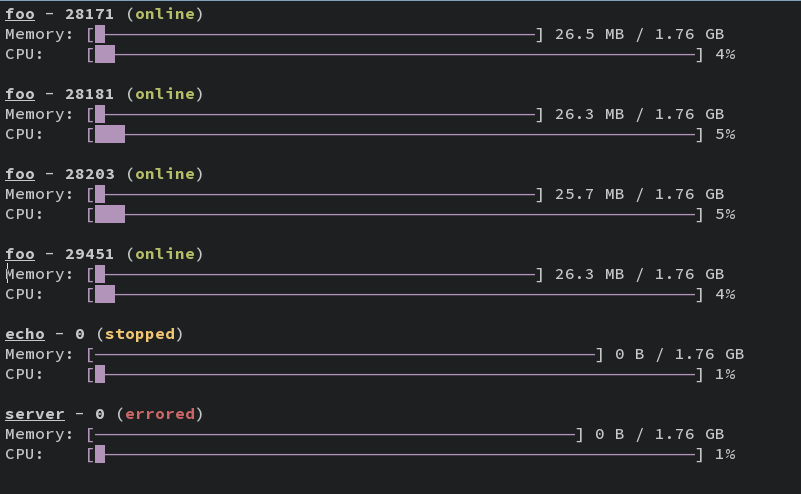 foo - 28171 (online)
Memory: [] 26.5 MB / 1.76 GB
CPU: [] 4%
foo - 28181 (online)
Memory: [] 26.3 MB / 1.76 GB
CPU: [] 5%
foo - 28203 (online)
Memory: [] 25.7 MB / 1.76 GB
CPU: [] 5%
foo - 29451 (online)
Memory: [] 26.3 MB / 1.76 GB
CPU: [] 4%
echo - 0 (stopped)
Memory: [] 0 B / 1.76 GB
CPU: [] 1%
server - 0 (errored)
Memory: [] 0 B / 1.76 GB
CPU: [] 1%